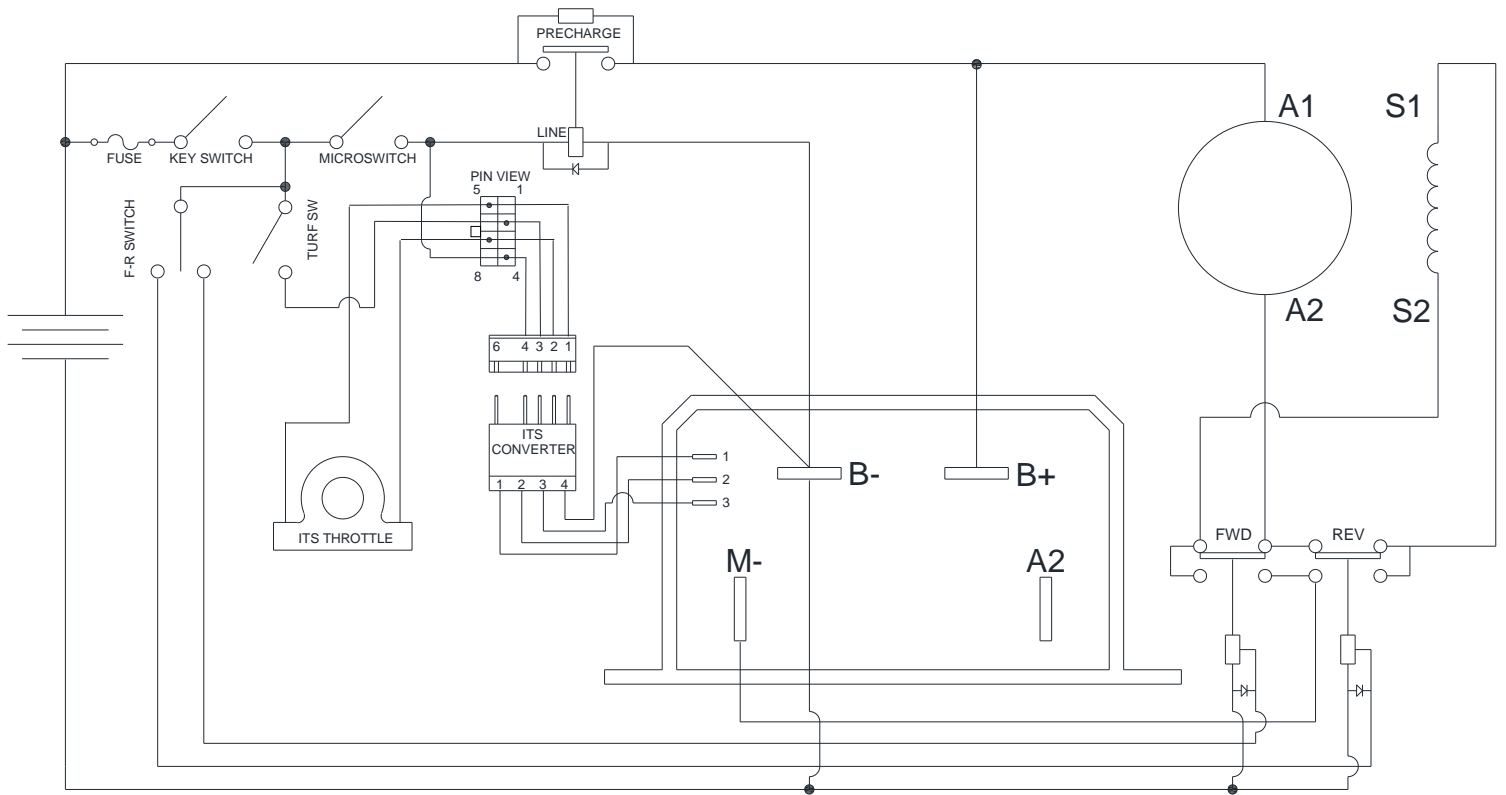 PRECHARGE
A1
S1
LINE
FUSE
KEY SWITCH
MICROSWITCH
PIN VIEW
5
1
F-R SWITCH
TURF SW
8
4
A2
S2
6
4
3
2
1
ITS
CONVERTER
1
2
3
4
1
2
3
B-
B+
ITS THROTTLE
FWD
REV
M-
A2